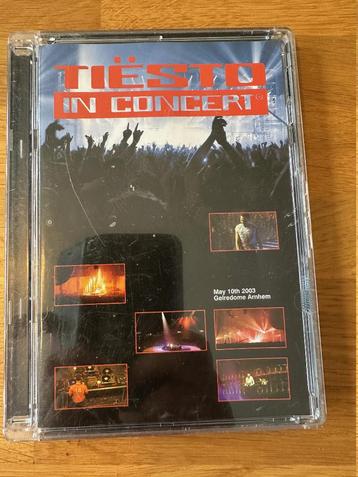 TIËSTO
IN CONCERT
May 10th 2003
Gelredome Arnhem